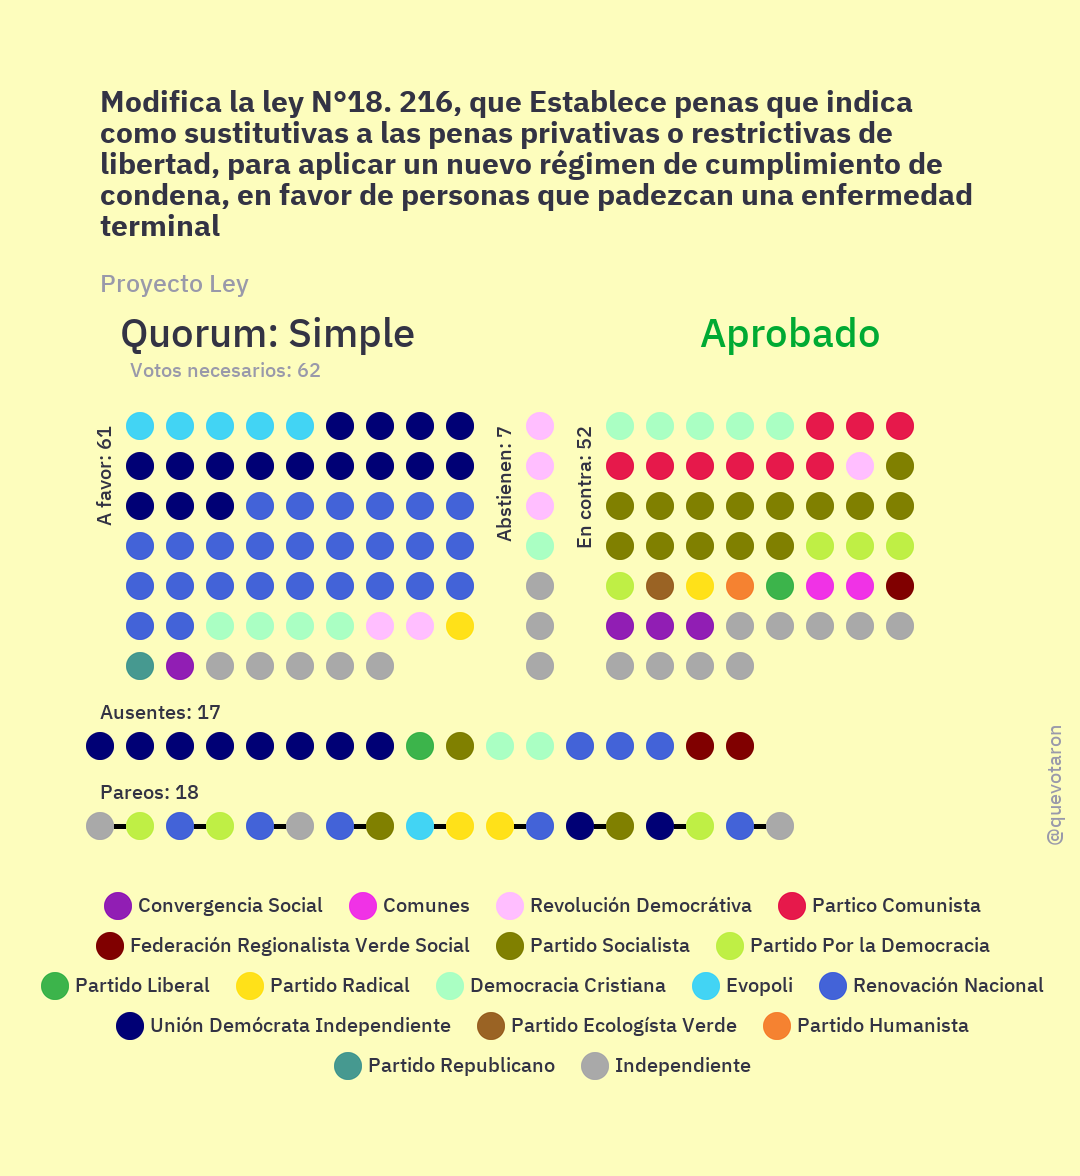 Modifica la ley N°18. 216, que Establece penas que indica
como sustitutivas a las penas privativas o restrictivas de
libertad, para aplicar un nuevo régimen de cumplimiento de
condena, en favor de personas que padezcan una enfermedad
terminal
Proyecto Ley
Quorum: Simple
Aprobado
Votos necesarios: 62
A favor: 61
Abstienen: 7
En contra: 52
Ausentes: 17
Pareos: 18
@quevotaron
Convergencia Social Comunes Revolución Democrátiva Partico Comunista
Federación Regionalista Verde Social Partido Socialista Partido Por la Democracia
Partido Liberal Partido Radical Democracia Cristiana Evopoli Renovación Nacional
Unión Demócrata Independiente Partido Ecologísta Verde Partido Humanista
Partido Republicano Independiente